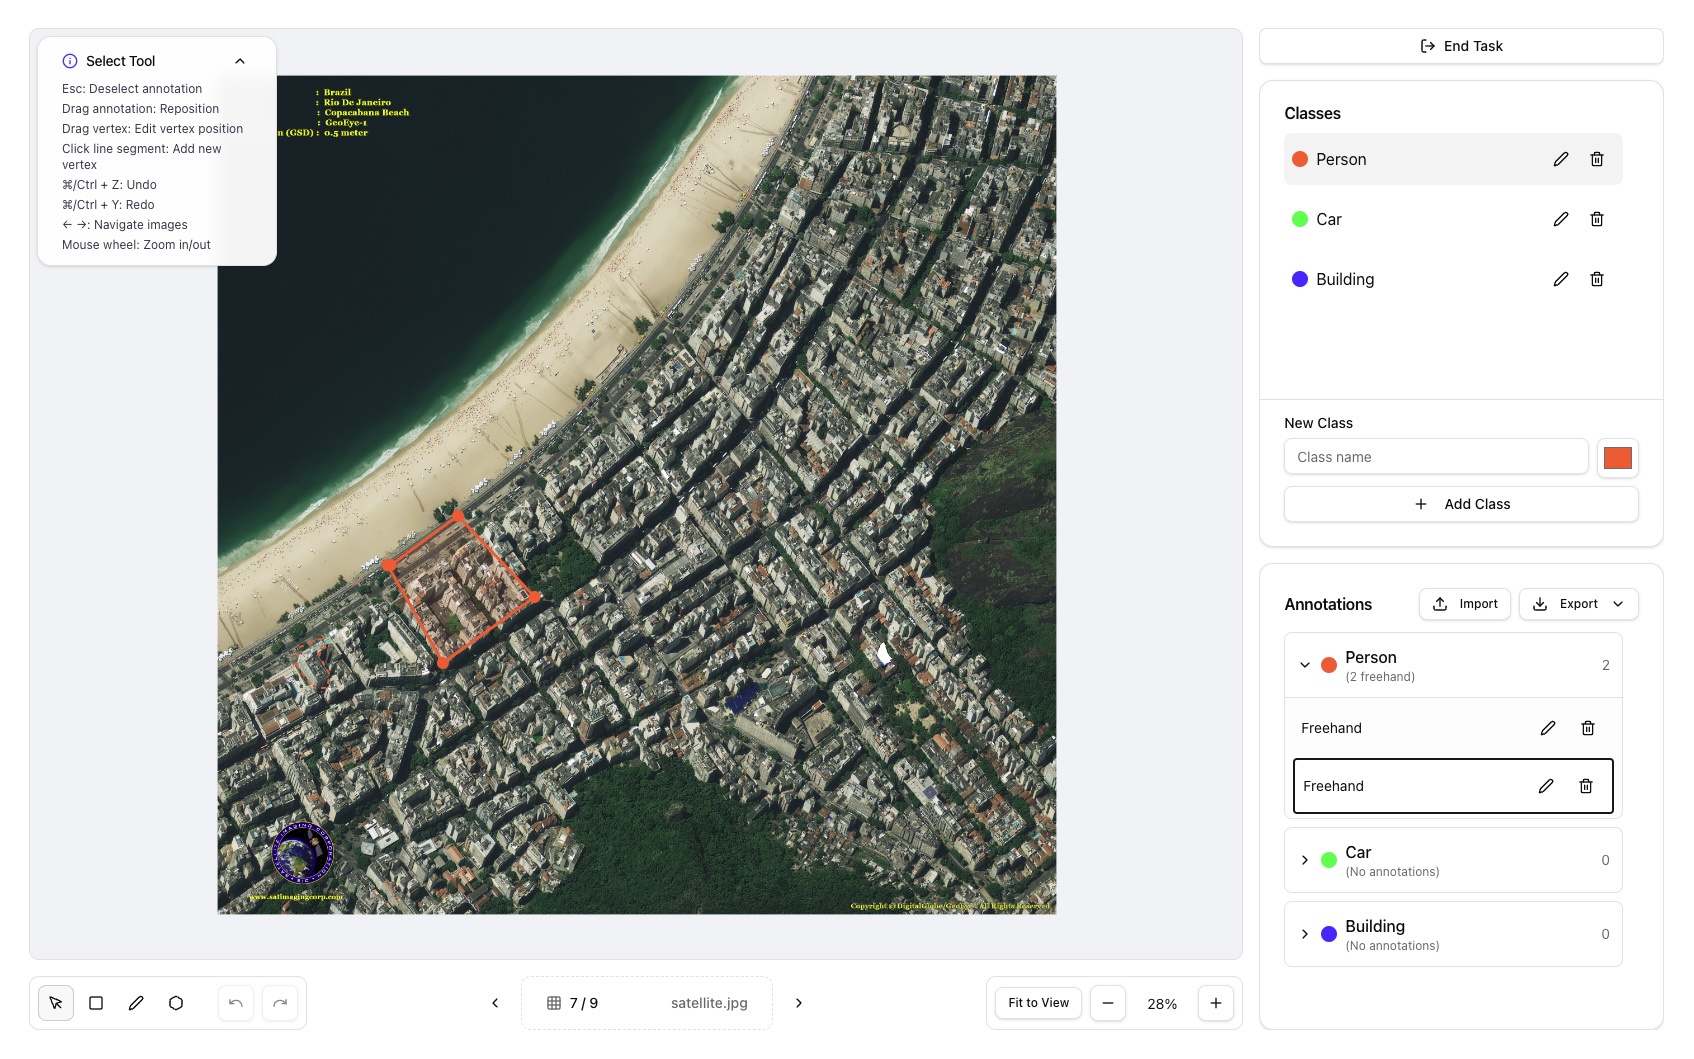 Select Tool
Esc: Deselect annotation
Drag annotation: Reposition
Drag vertex: Edit vertex position
Click line segment: Add new
vertex
⌘/Ctrl + Z: Undo
⌘/Ctrl + Y: Redo
← →: Navigate images
Mouse wheel: Zoom in/out
: Brazil
: Rio De Janeiro
: Copacabana Beach
: GeoEye-1
n (GSD) : 0.5 meter
www.satimagingcorp.com
Copyright © DigitalGlobe/GeoEye - All Rights Reserved
7 / 9
satellite.jpg
Fit to View
28%
End Task
Classes
Person
Car
Building
New Class
Class name
Add Class
Annotations
Import
Export
Person
2
(2 freehand)
Freehand
Freehand
Car
0
(No annotations)
Building
0
(No annotations)